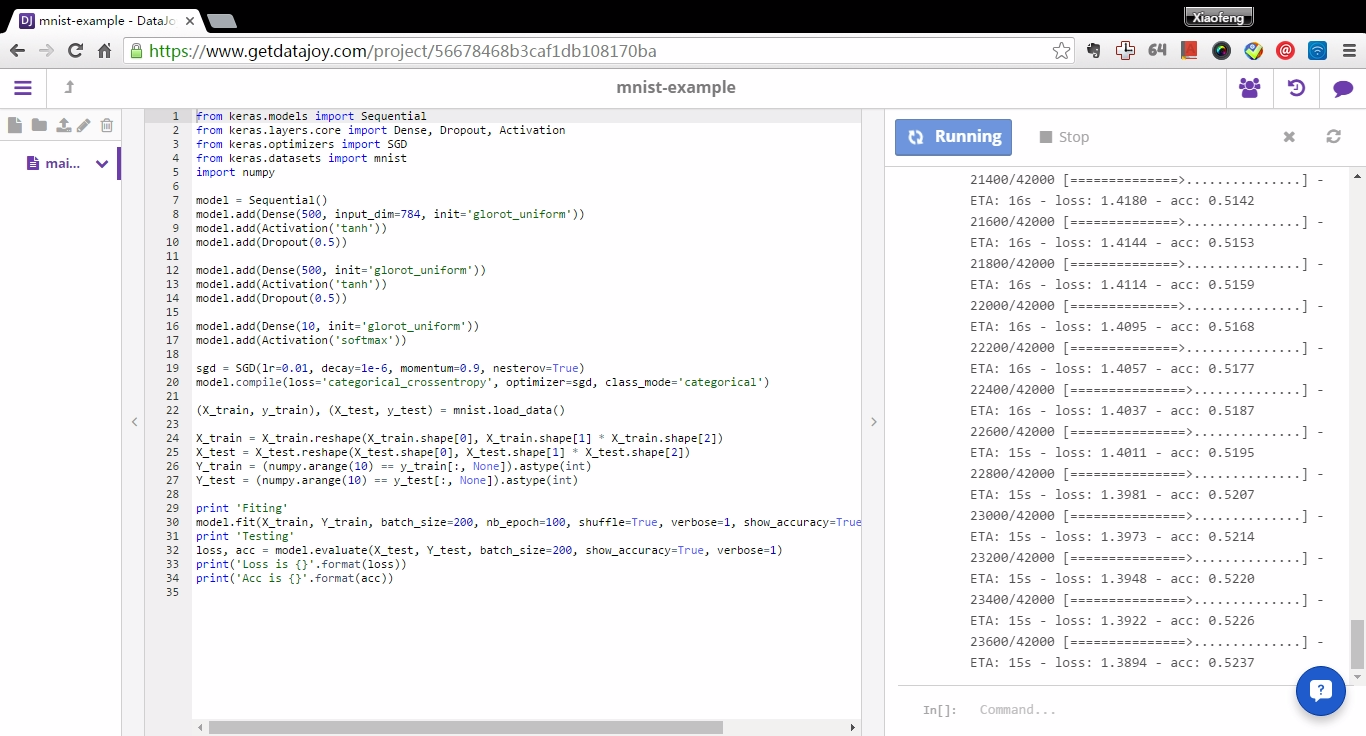 DJ mnist-example - DataJo
Xiaofeng
https://www.getdatajoy.com/project/56678468b3caf1db108170ba
64
mnist-example
mai...
1 from keras.models import Sequential
2 from keras.layers.core import Dense, Dropout, Activation
3 from keras.optimizers import SGD
4 from keras.datasets import mnist
5 import numpy
6
7 model = Sequential()
8 model.add(Dense(500, input_dim=784, init='glorot_uniform'))
9 model.add(Activation('tanh'))
10 model.add(Dropout(0.5))
11
12 model.add(Dense(500, init='glorot_uniform'))
13 model.add(Activation('tanh'))
14 model.add(Dropout(0.5))
15
16 model.add(Dense(10, init='glorot_uniform'))
17 model.add(Activation('softmax'))
18
19 sgd = SGD(lr=0.01, decay=1e-6, momentum=0.9, nesterov=True)
20 model.compile(loss='categorical_crossentropy', optimizer=sgd, class_mode='categorical')
21
22 (X_train, y_train), (X_test, y_test) = mnist.load_data()
23
24 X_train = X_train.reshape(X_train.shape[0], X_train.shape[1] * X_train.shape[2])
25 X_test = X_test.reshape(X_test.shape[0], X_test.shape[1] * X_test.shape[2])
26 Y_train = (numpy.arange(10) == y_train[:, None]).astype(int)
27 Y_test = (numpy.arange(10) == y_test[:, None]).astype(int)
28
29 print 'Fiting'
30 model.fit(X_train, Y_train, batch_size=200, nb_epoch=100, shuffle=True, verbose=1, show_accuracy=True
31 print 'Testing'
32 loss, acc = model.evaluate(X_test, Y_test, batch_size=200, show_accuracy=True, verbose=1)
33 print('Loss is {}'.format(loss))
34 print('Acc is {}'.format(acc))
35
Running
Stop
21400/42000 [==============>...............] -
ETA: 16s - loss: 1.4180 - acc: 0.5142
21600/42000 [==============>...............] -
ETA: 16s - loss: 1.4144 - acc: 0.5153
21800/42000 [==============>...............] -
ETA: 16s - loss: 1.4114 - acc: 0.5159
22000/42000 [==============>...............] -
ETA: 16s - loss: 1.4095 - acc: 0.5168
22200/42000 [==============>...............] -
ETA: 16s - loss: 1.4057 - acc: 0.5177
22400/42000 [===============>..............] -
ETA: 16s - loss: 1.4037 - acc: 0.5187
22600/42000 [===============>..............] -
ETA: 15s - loss: 1.4011 - acc: 0.5195
22800/42000 [===============>..............] -
ETA: 15s - loss: 1.3981 - acc: 0.5207
23000/42000 [===============>..............] -
ETA: 15s - loss: 1.3973 - acc: 0.5214
23200/42000 [===============>..............] -
ETA: 15s - loss: 1.3948 - acc: 0.5220
23400/42000 [===============>..............] -
ETA: 15s - loss: 1.3922 - acc: 0.5226
23600/42000 [===============>..............] -
ETA: 15s - loss: 1.3894 - acc: 0.5237
In[]: Command...